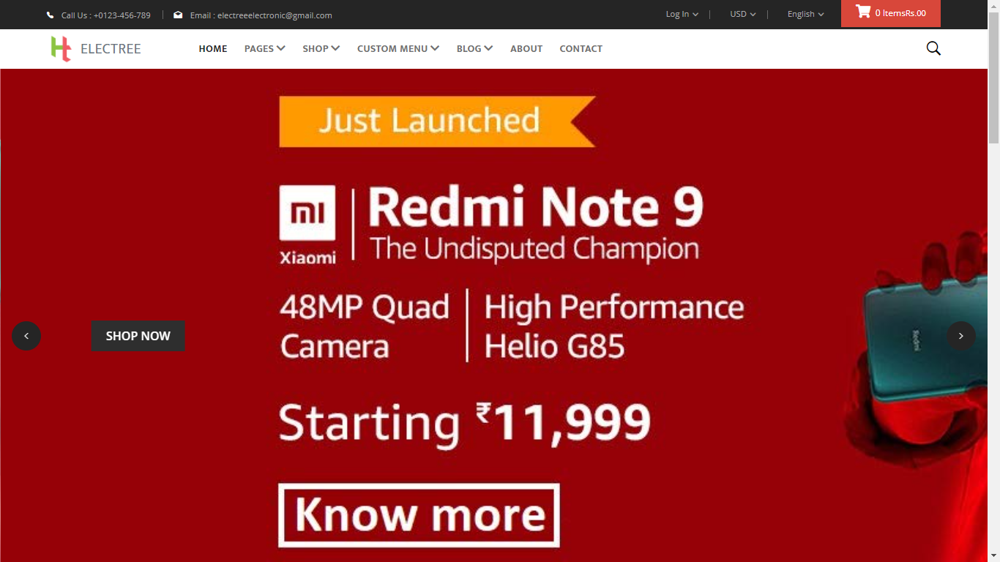 Call Us : +0123-456-789
Email : electreeelectronic@gmail.com
Log In
USD
English
0 ItemsRs.00
ELECTREE
HOME
PAGES
SHOP
CUSTOM MENU
BLOG
ABOUT
CONTACT
Just Launched
mi
Xiaomi
Redmi Note 9
The Undisputed Champion
48MP Quad
Camera
High Performance
Helio G85
SHOP NOW
Redmi
Starting ₹11,999
Know more